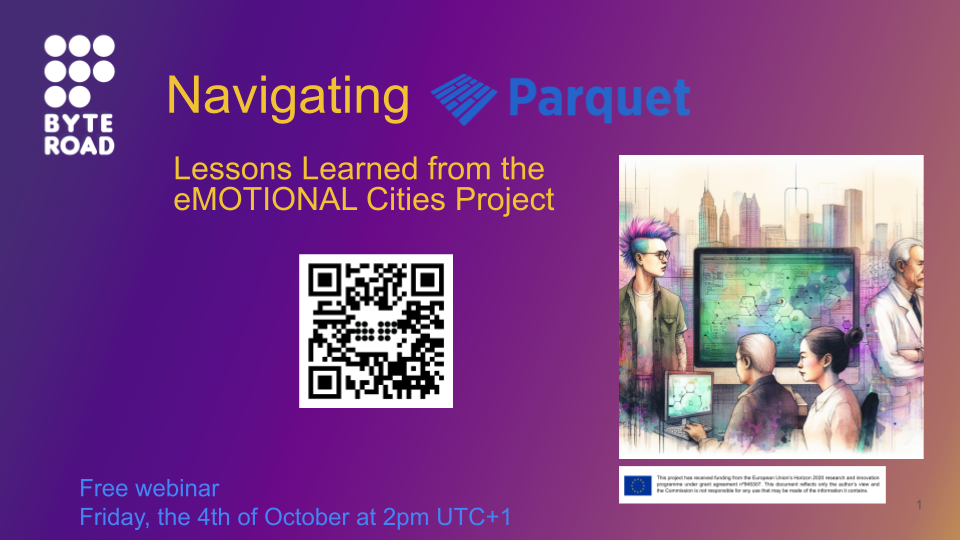 BYTE
ROAD
Navigating Parquet
Lessons Learned from the
eMOTIONAL Cities Project
This project has received funding from the European Union's Horizon 2020 research and innovation
programme under grant agreement nº945307. This document reflects only the author's view and
the Commission is not responsible for any use that may be made of the information it contains.
Free webinar
Friday, the 4th of October at 2pm UTC+1
1